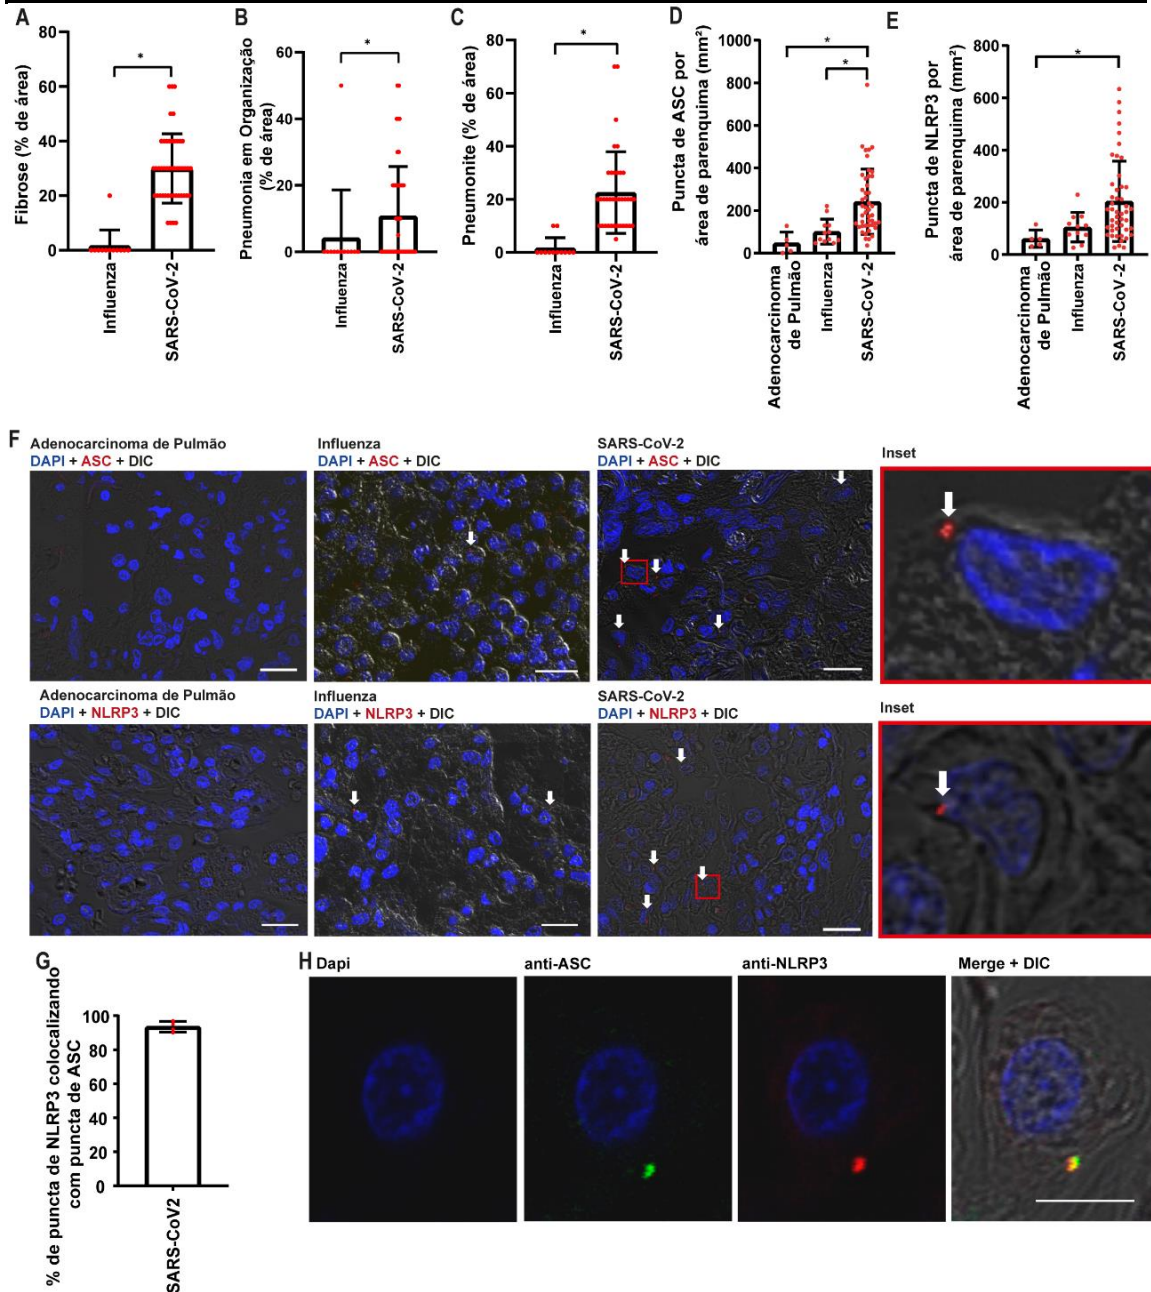 A
Fibrose (% de área)
80
60
40
20
0
*
Influenza
SARS-CoV-2
B
Pneumonia em Organização
(% de área)
60
40
20
0
*
Influenza
SARS-CoV-2
C
Pneumonite (% de área)
80
60
40
20
0
*
Influenza
SARS-CoV-2
D
Puncta de ASC por
área de parenquima (mm²)
1000
800
600
400
200
0
*
*
Adenocarcinoma
de Pulmão
Influenza
SARS-CoV -2
E
Puncta de NLRP3 por
área de parenquima (mm²)
800
600
400
200
0
*
Adenocarcinoma
de Pulmão
Influenza
SARS-CoV-2
F
Adenocarcinoma de Pulmão
DAPI + ASC + DIC
Influenza
DAPI + ASC + DIC
SARS-CoV-2
DAPI + ASC + DIC
Inset
Adenocarcinoma de Pulmão
DAPI + NLRP3 + DIC
Influenza
DAPI + NLRP3 + DIC
SARS-CoV-2
DAPI + NLRP3 + DIC
Inset
G
% de puncta de NLRP3 colocalizando
com puncta de ASC
100
80
60
40
20
0
SARS-CoV2
H
Dapi
anti-ASC
anti-NLRP3
Merge + DIC